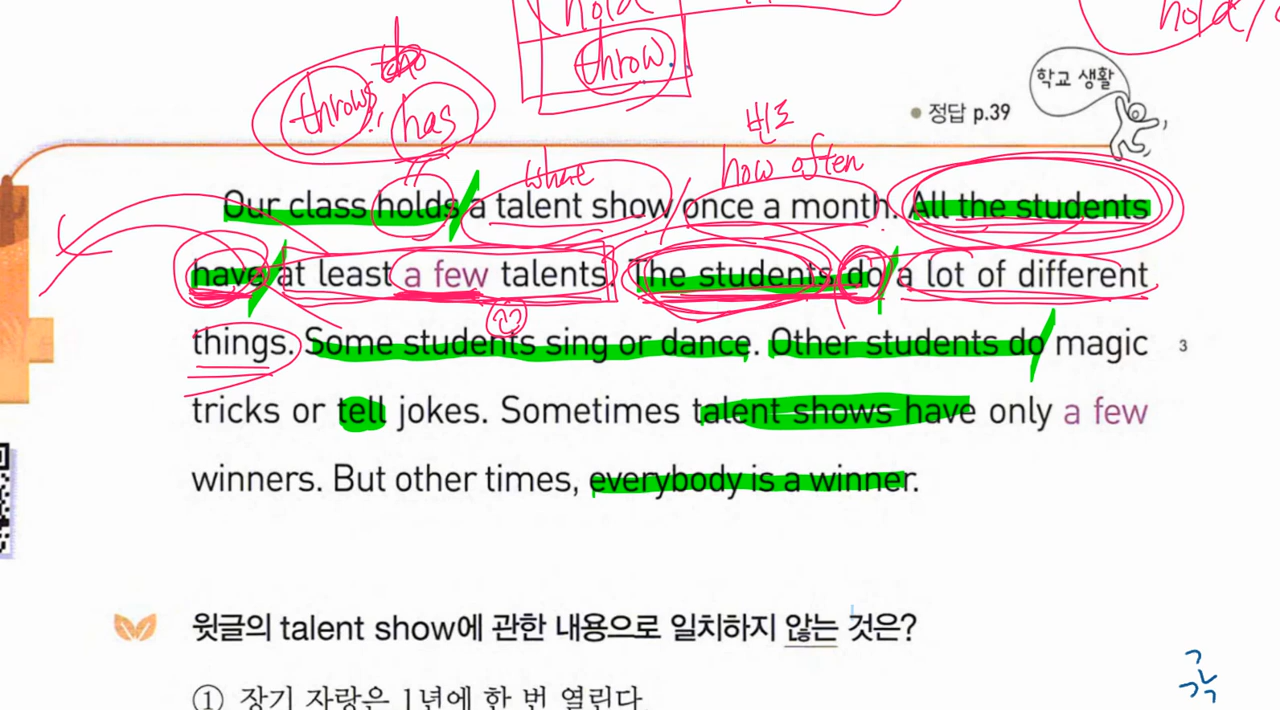 hold
hold/
throw.
throws
has
학교 생활
정답 p.39
빈도
what
how often
Our class holds a talent show once a month. All the students
have at least a few talents. The students do a lot of different
things. Some students sing or dance. Other students do magic
3
tricks or tell jokes. Sometimes talent shows have only a few
winners. But other times, everybody is a winner.
윗글의 talent show에 관한 내용으로 일치하지 않는 것은?
① 장기 자랑은 1년에 한 번 열린다.